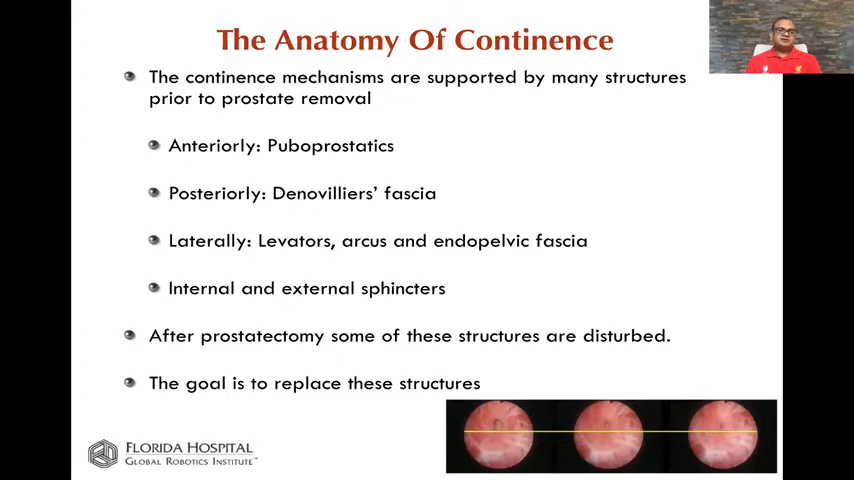 The Anatomy Of Continence
The continence mechanisms are supported by many structures
prior to prostate removal
Anteriorly: Puboprostatics
Posteriorly: Denovilliers' fascia
Laterally: Levators, arcus and endopelvic fascia
Internal and external sphincters
After prostatectomy some of these structures are disturbed.
The goal is to replace these structures
FLORIDA HOSPITAL
GLOBAL ROBOTICS INSTITUTE™